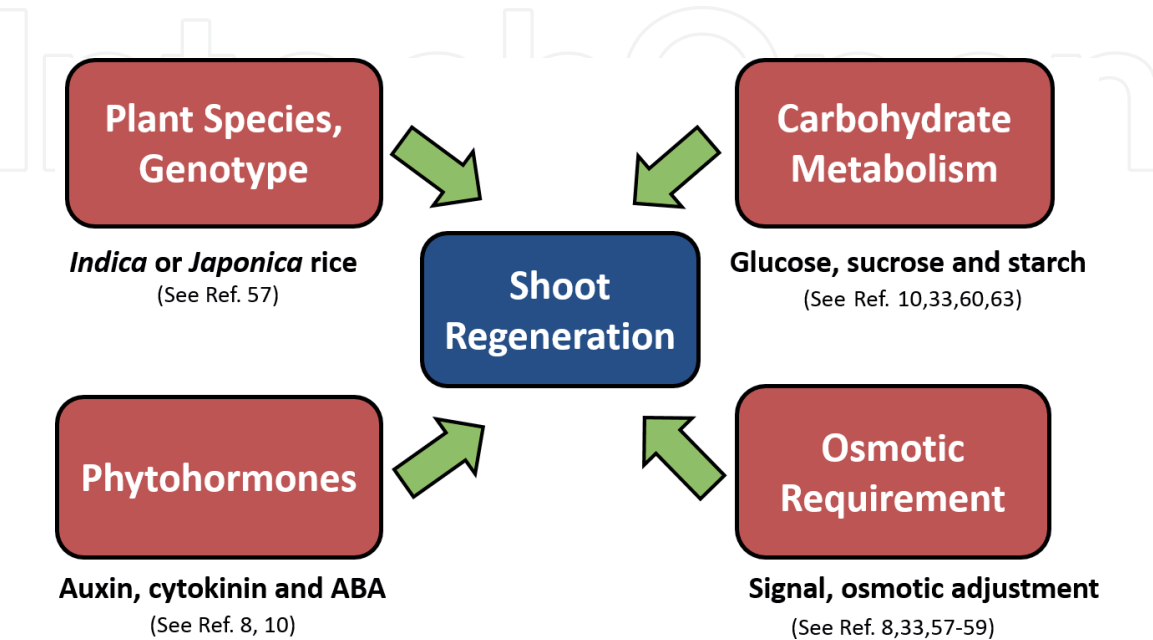 IntechOpen
Plant Species,
Genotype
Indica or Japonica rice
(See Ref. 57)
Carbohydrate
Metabolism
Glucose, sucrose and starch
(See Ref. 10,33,60,63)
Shoot
Regeneration
Phytohormones
Auxin, cytokinin and ABA
(See Ref. 8, 10)
Osmotic
Requirement
Signal, osmotic adjustment
(See Ref. 8,33,57-59)